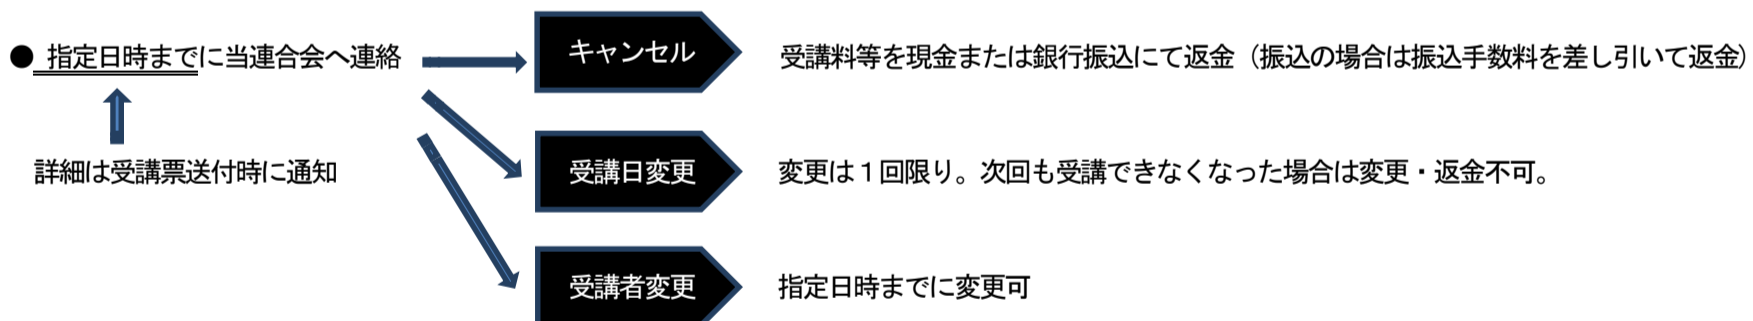 ● 指定日時までに当連合会へ連絡
キャンセル
受講料等を現金または銀行振込にて返金（振込の場合は振込手数料を差し引いて返金）
詳細は受講票送付時に通知
受講日変更
変更は１回限り。次回も受講できなくなった場合は変更・返金不可。
受講者変更
指定日時までに変更可